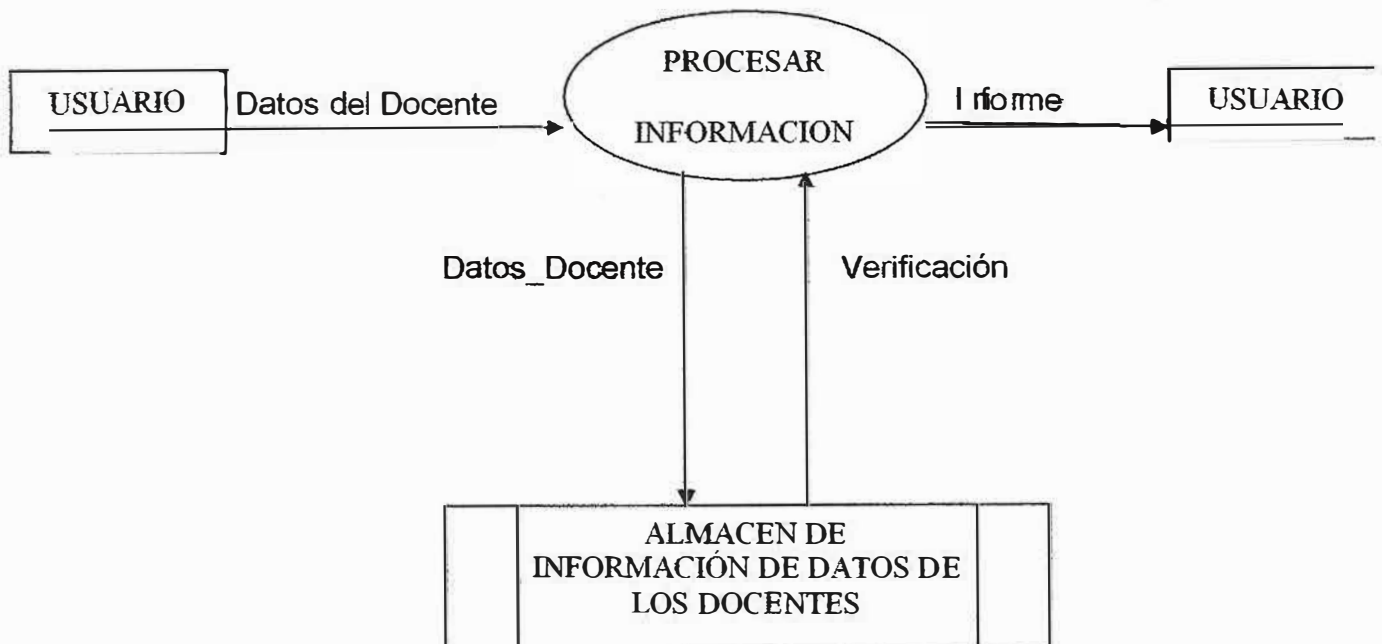 USUARIO
Datos del Docente
PROCESAR
INFORMACION
Informe
USUARIO
Datos_Docente
Verificación
ALMACEN DE
INFORMACIÓN DE DATOS DE
LOS DOCENTES